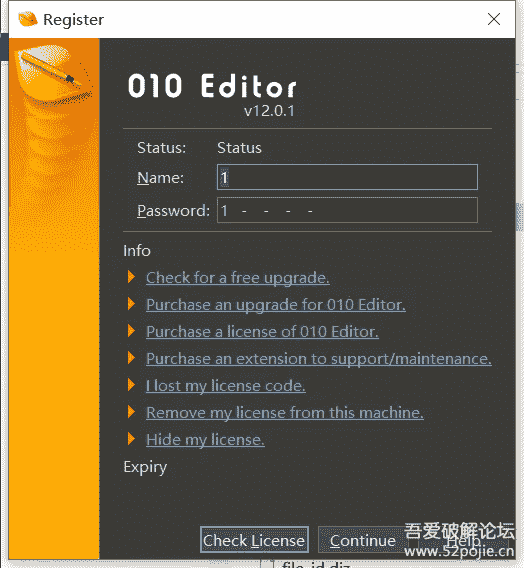 Register
010 Editor
v12.0.1
Status: Status
Name: 1
Password: 1 - - - -
Info
Check for a free upgrade.
Purchase an upgrade for 010 Editor.
Purchase a license of 010 Editor.
Purchase an extension to support/maintenance.
I lost my license code.
Remove my license from this machine.
Hide my license.
Expiry
Check License Continue Help
吾爱破解论坛
www.52pojie.cn
file_id.diz